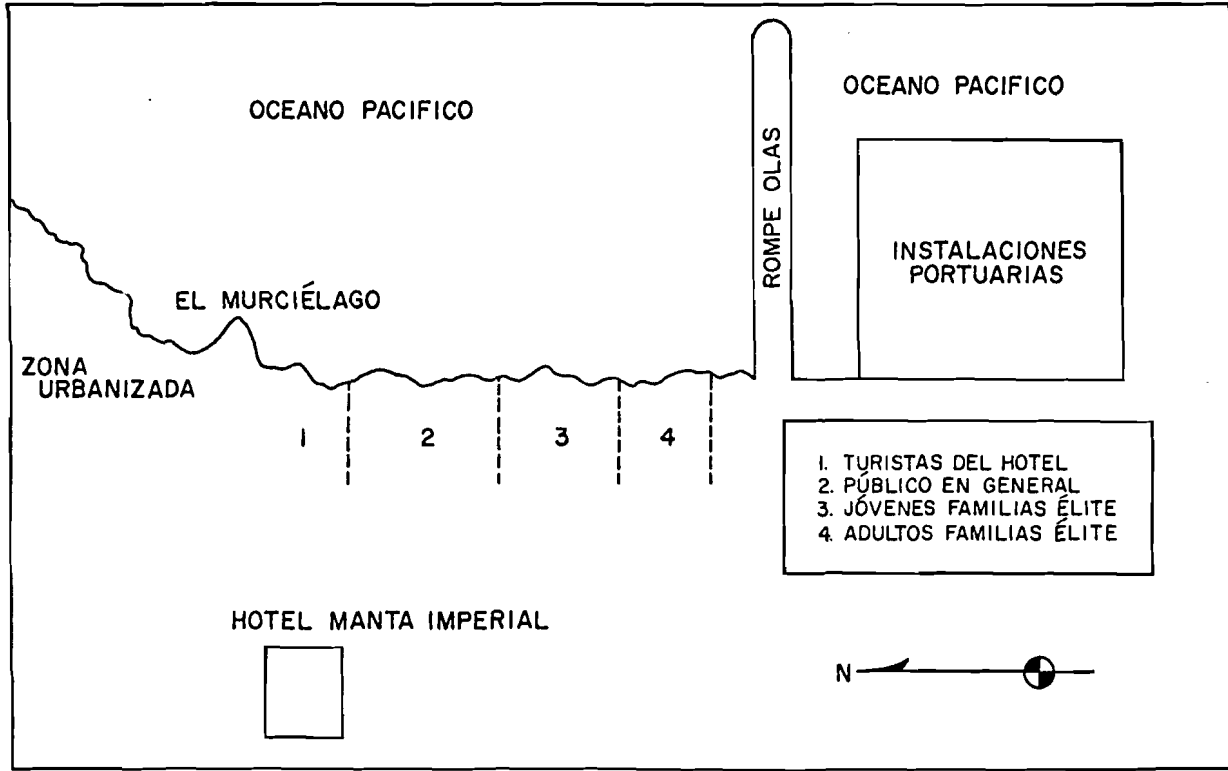 OCEANO PACIFICO
OCEANO PACIFICO
ROMPE OLAS
INSTALACIONES
PORTUARIAS
EL MURCIÉLAGO
ZONA
URBANIZADA
1
2
3
4
1. TURISTAS DEL HOTEL
2. PÚBLICO EN GENERAL
3. JÓVENES FAMILIAS ÉLITE
4. ADULTOS FAMILIAS ÉLITE
HOTEL MANTA IMPERIAL
N